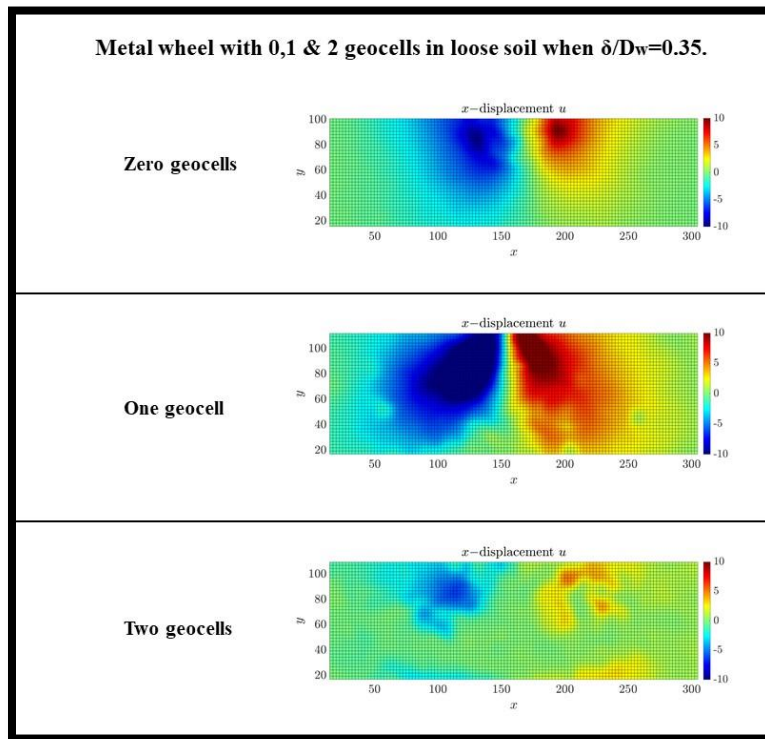 Metal wheel with 0,1 & 2 geocells in loose soil when δ/Dw=0.35.
Zero geocells
x−displacement u
100
80
60
40
20
y
50 100 150 200 250 300
x
10
5
0
-5
-10
One geocell
x−displacement u
100
80
60
40
20
y
50 100 150 200 250 300
x
10
5
0
-5
-10
Two geocells
x−displacement u
100
80
60
40
20
y
50 100 150 200 250 300
x
10
5
0
-5
-10